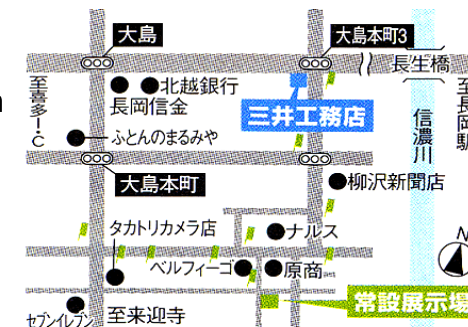 大島
大島本町3
長生橋
北越銀行
長岡信金
三井工務店
至喜多I.C
至長岡駅
信濃川
ふとんのまるみや
大島本町
柳沢新聞店
タカトリカメラ店
ナルス
ベルフィーゴ
原商
N
常設展示場
セブンイレブン
至来迎寺